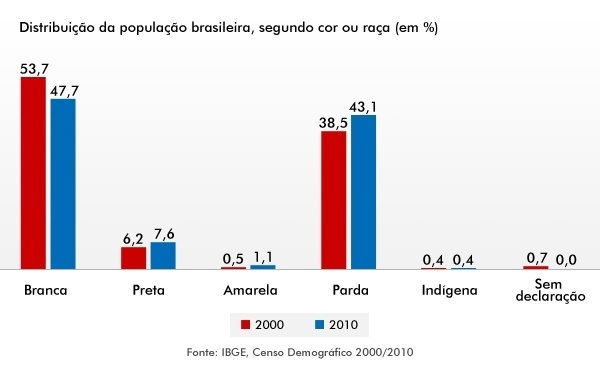 Distribuição da população brasileira, segundo cor ou raça (em %)
53,7
47,7
6,2
7,6
0,5
1,1
38,5
43,1
0,4
0,4
0,7
0,0
Branca
Preta
Amarela
Parda
Indígena
Sem
declaração
2000
2010
Fonte: IBGE, Censo Demográfico 2000/2010